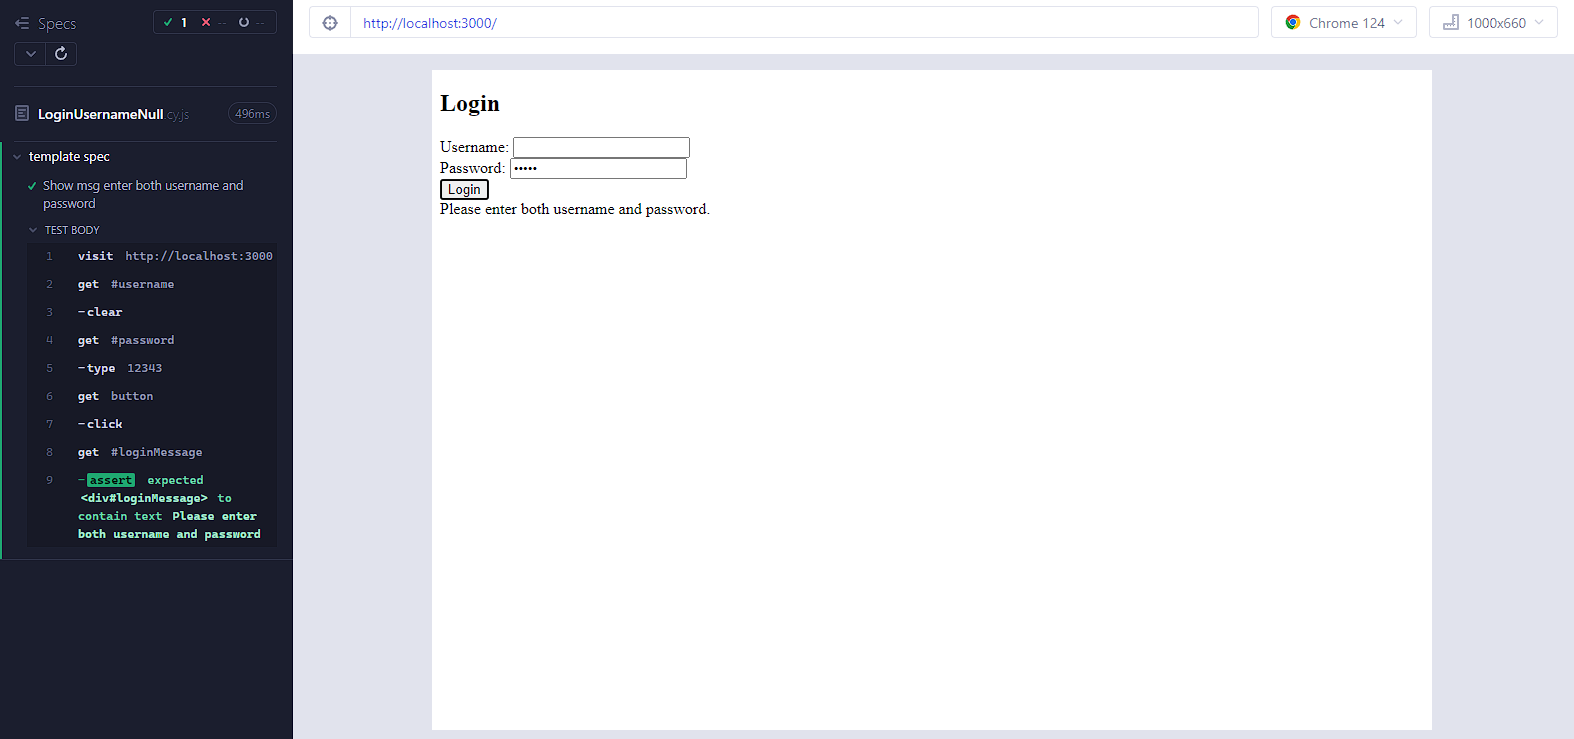 Specs
1 -- --
LoginUsernameNull.cy.js 496ms
template spec
Show msg enter both username and
password
TEST BODY
1 visit http://localhost:3000
2 get #username
3 -clear
4 get #password
5 -type 12343
6 get button
7 -click
8 get #loginMessage
9 -assert expected
<div#loginMessage> to
contain text Please enter
both username and password
http://localhost:3000/
Chrome 124
1000x660
Login
Username:
Password: •••••
Login
Please enter both username and password.